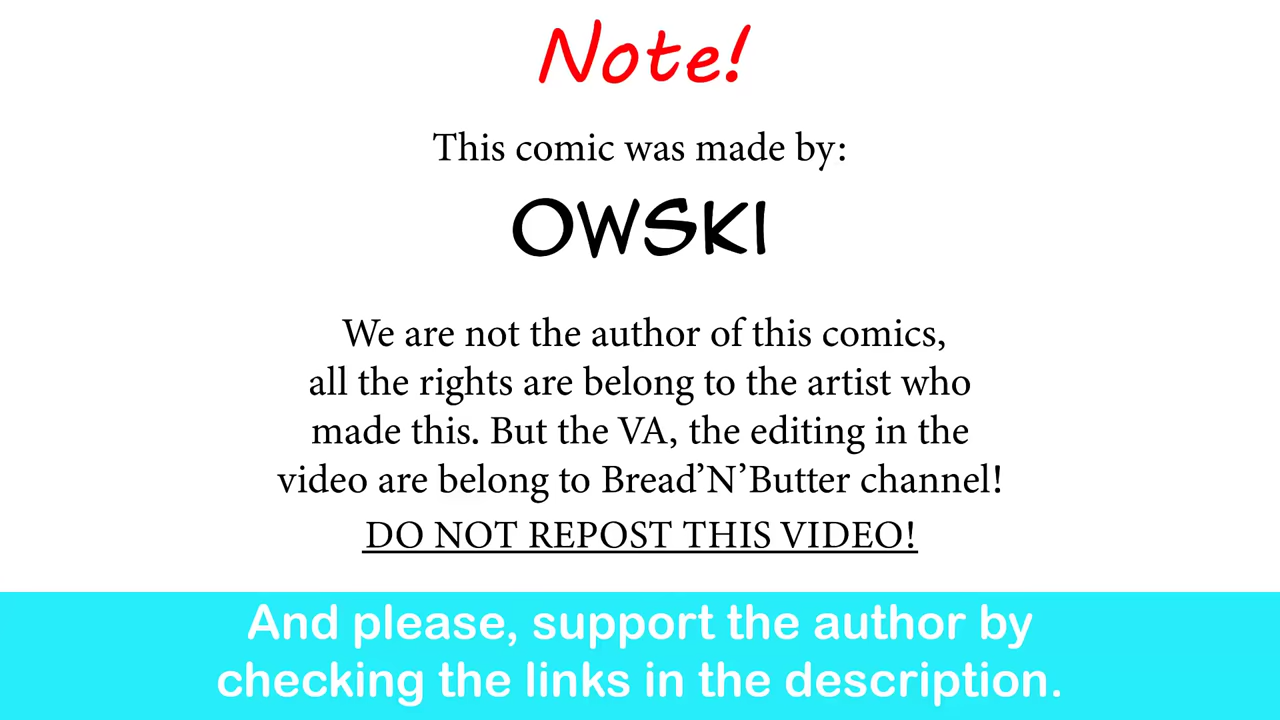 Note!
This comic was made by:
OWSKI
We are not the author of this comics,
all the rights are belong to the artist who
made this. But the VA, the editing in the
video are belong to Bread’N’Butter channel!
DO NOT REPOST THIS VIDEO!
And please, support the author by
checking the links in the description.